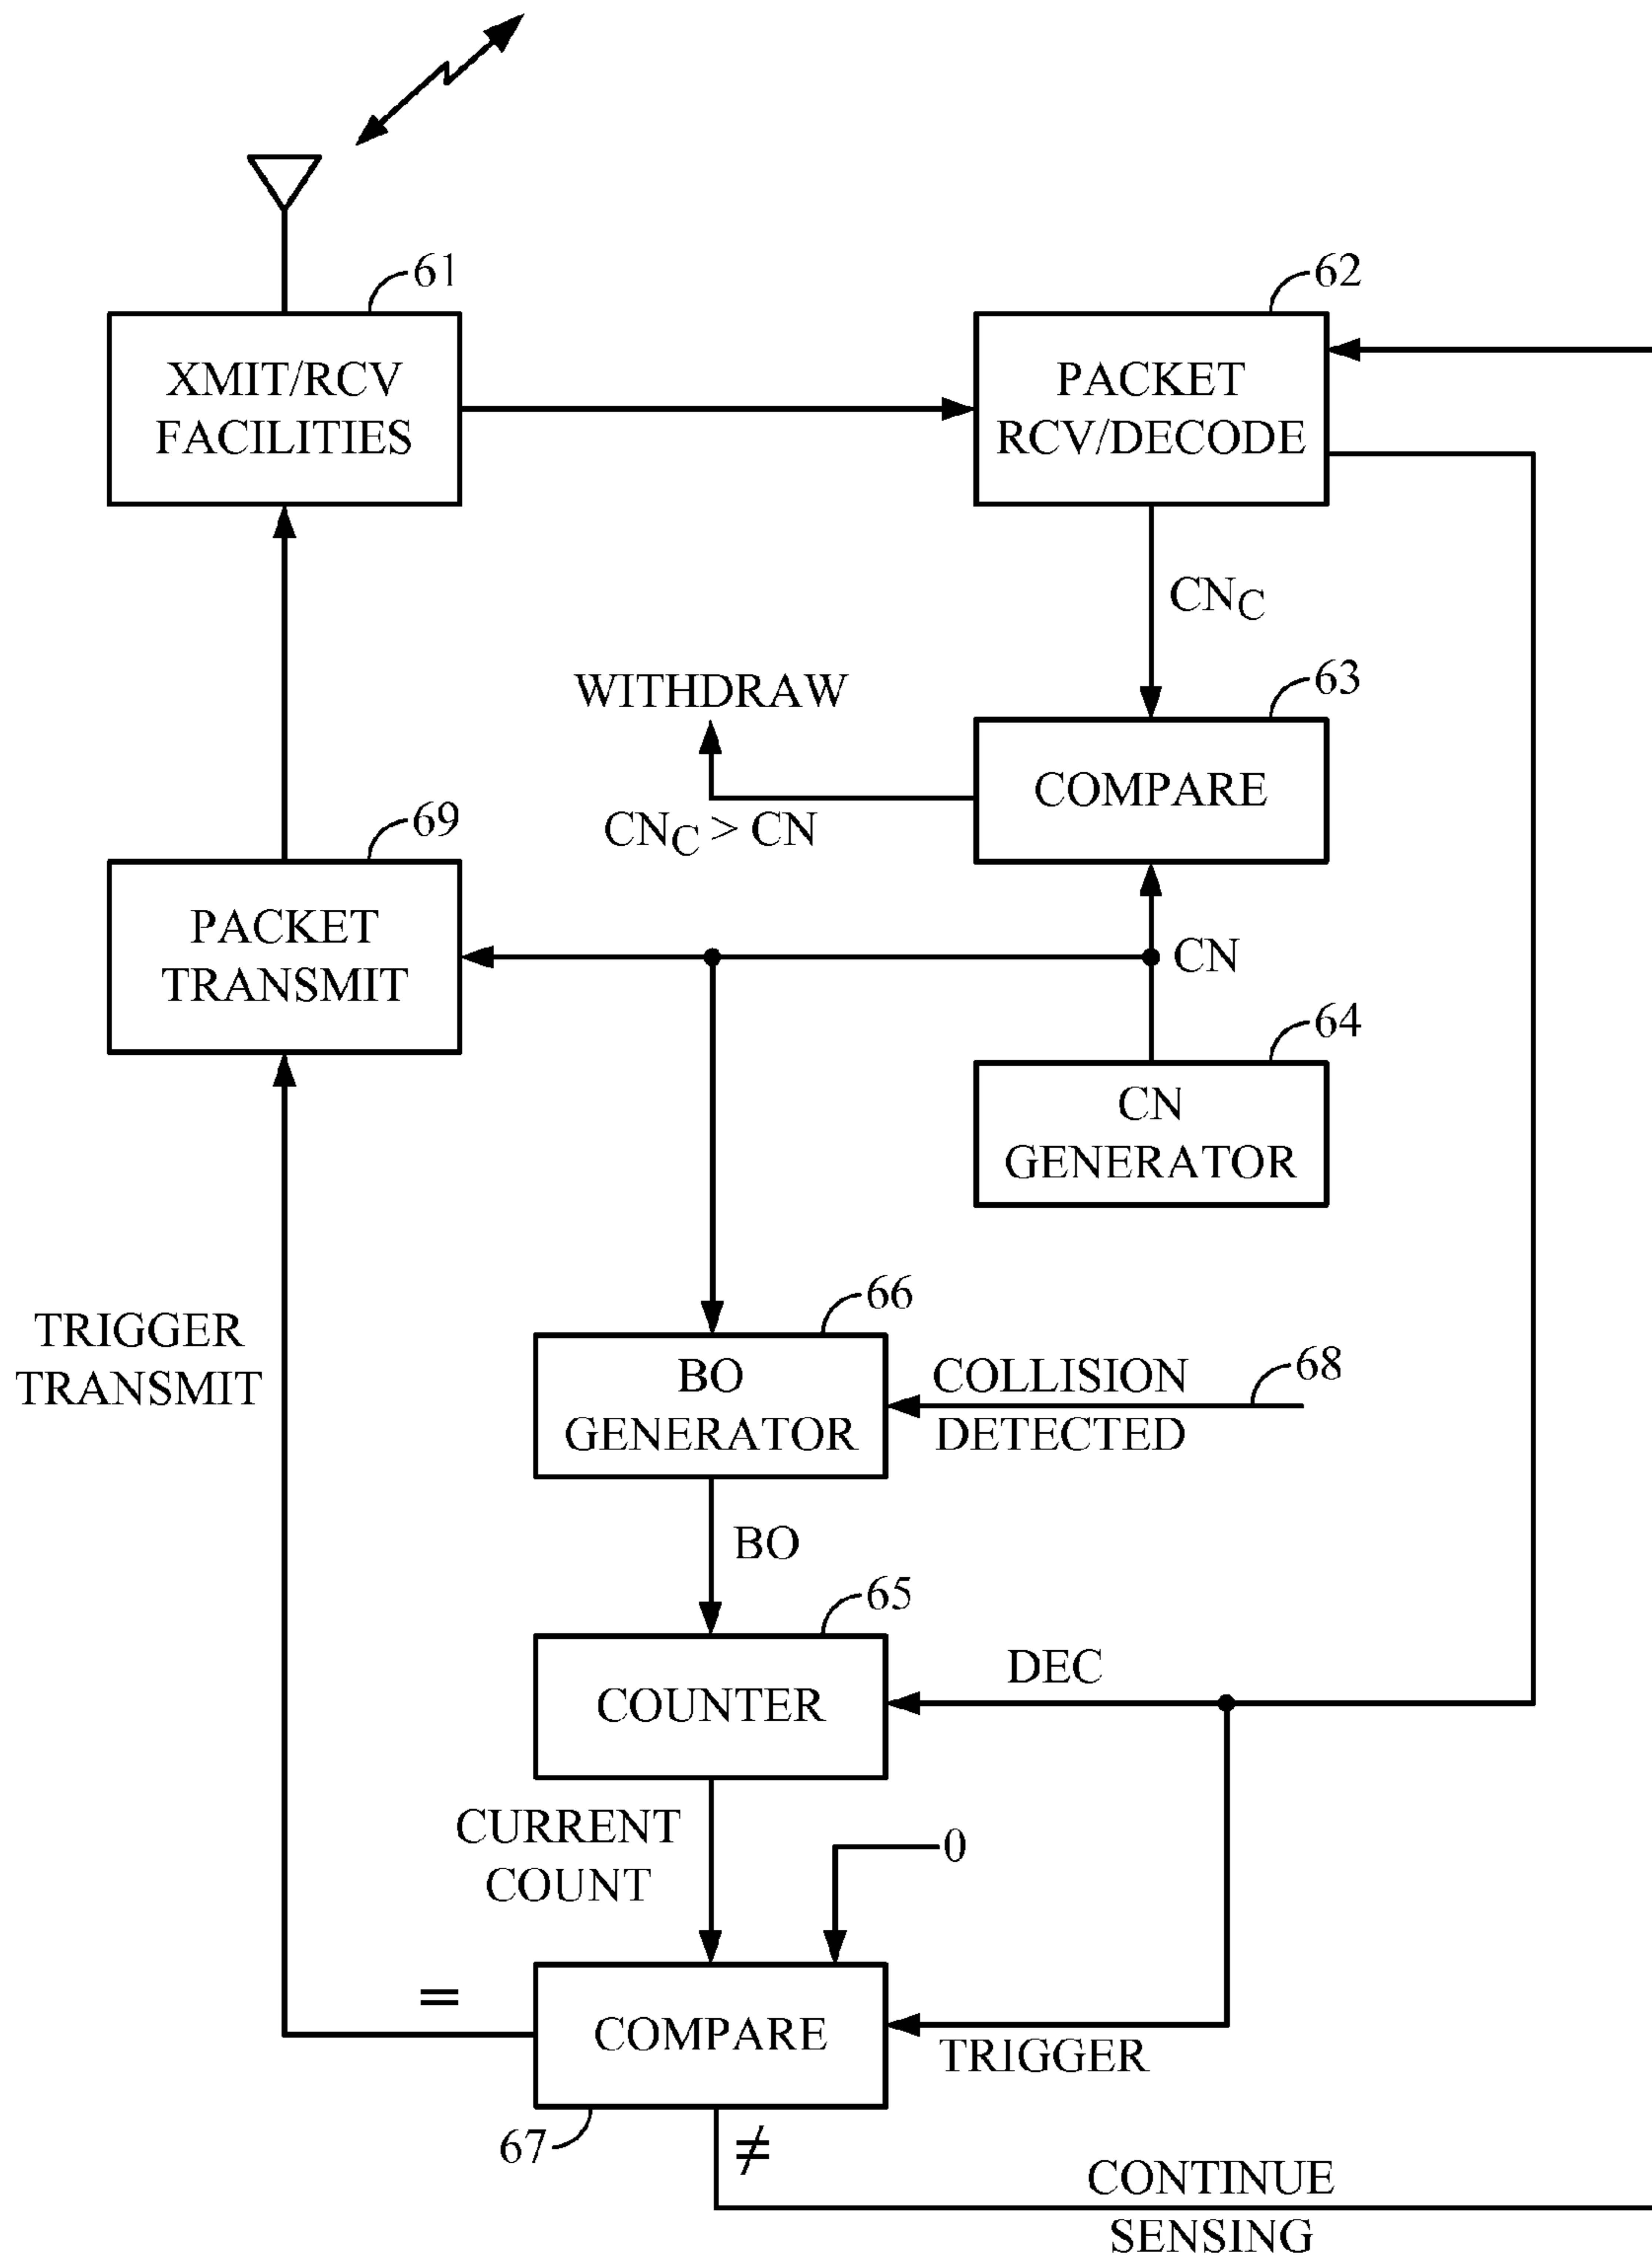 61
XMIT/RCV
FACILITIES
62
PACKET
RCV/DECODE
CNC
63
WITHDRAW
COMPARE
CNC > CN
69
PACKET
TRANSMIT
CN
64
CN
GENERATOR
TRIGGER
TRANSMIT
66
BO
GENERATOR
COLLISION
DETECTED
68
BO
65
COUNTER
DEC
CURRENT
COUNT
0
=
COMPARE
TRIGGER
67
≠
CONTINUE
SENSING